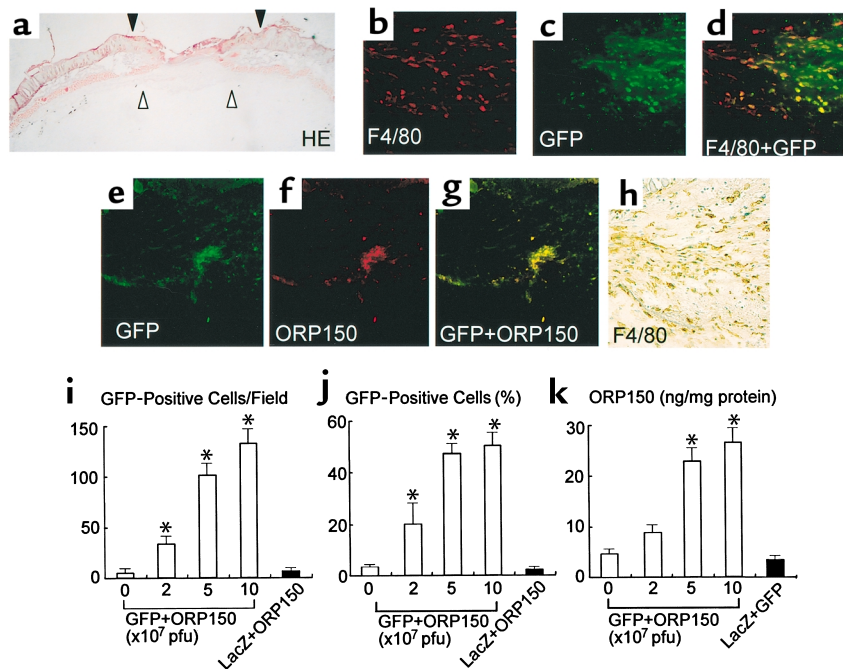 a
HE
b
F4/80
c
GFP
d
F4/80+GFP
e
GFP
f
ORP150
g
GFP+ORP150
h
F4/80
i
GFP-Positive Cells/Field
150
100
50
0
*
*
*
0 2 5 10
GFP+ORP150
(x10⁷ pfu)
LacZ+ORP150
j
GFP-Positive Cells (%)
60
40
20
0
*
*
*
0 2 5 10
GFP+ORP150
(x10⁷ pfu)
LacZ+ORP150
k
ORP150 (ng/mg protein)
30
20
10
0
*
*
0 2 5 10
GFP+ORP150
(x10⁷ pfu)
LacZ+GFP